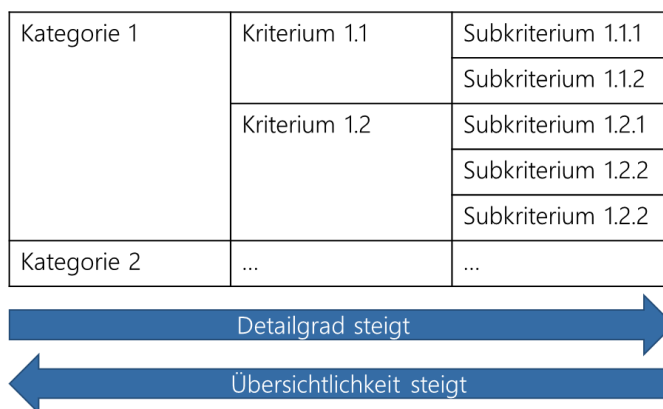 Kategorie 1 Kriterium 1.1 Subkriterium 1.1.1
Subkriterium 1.1.2
Kriterium 1.2 Subkriterium 1.2.1
Subkriterium 1.2.2
Subkriterium 1.2.2
Kategorie 2 ... ...
Detailgrad steigt
Übersichtlichkeit steigt